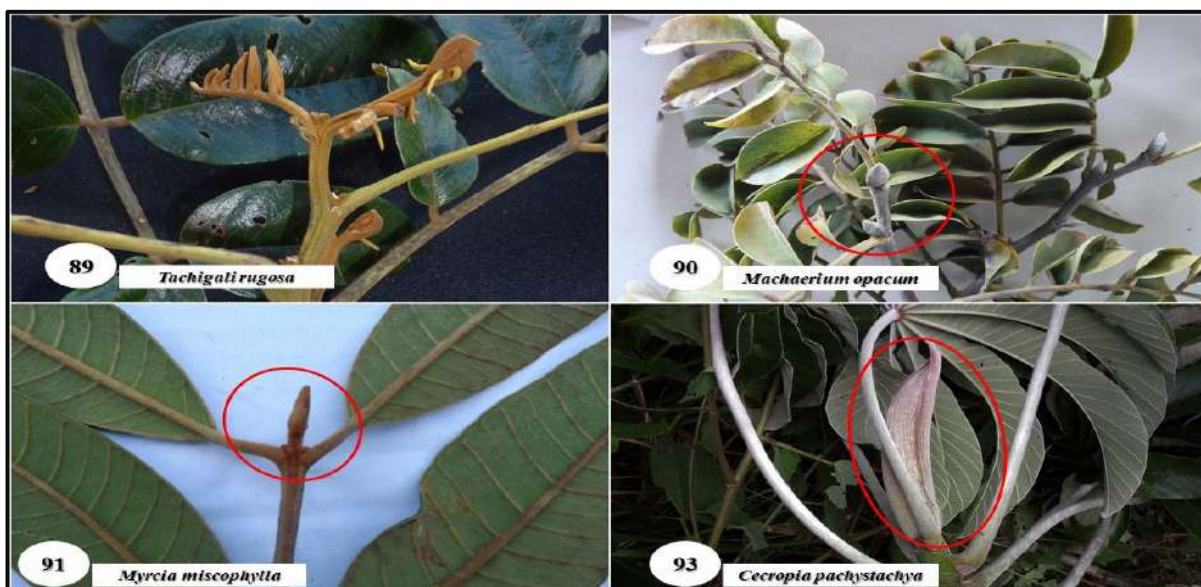 89
Tachigali rugosa
90
Machaerium opacum
91
Myrcia miscophylla
93
Cecropia pachystachya